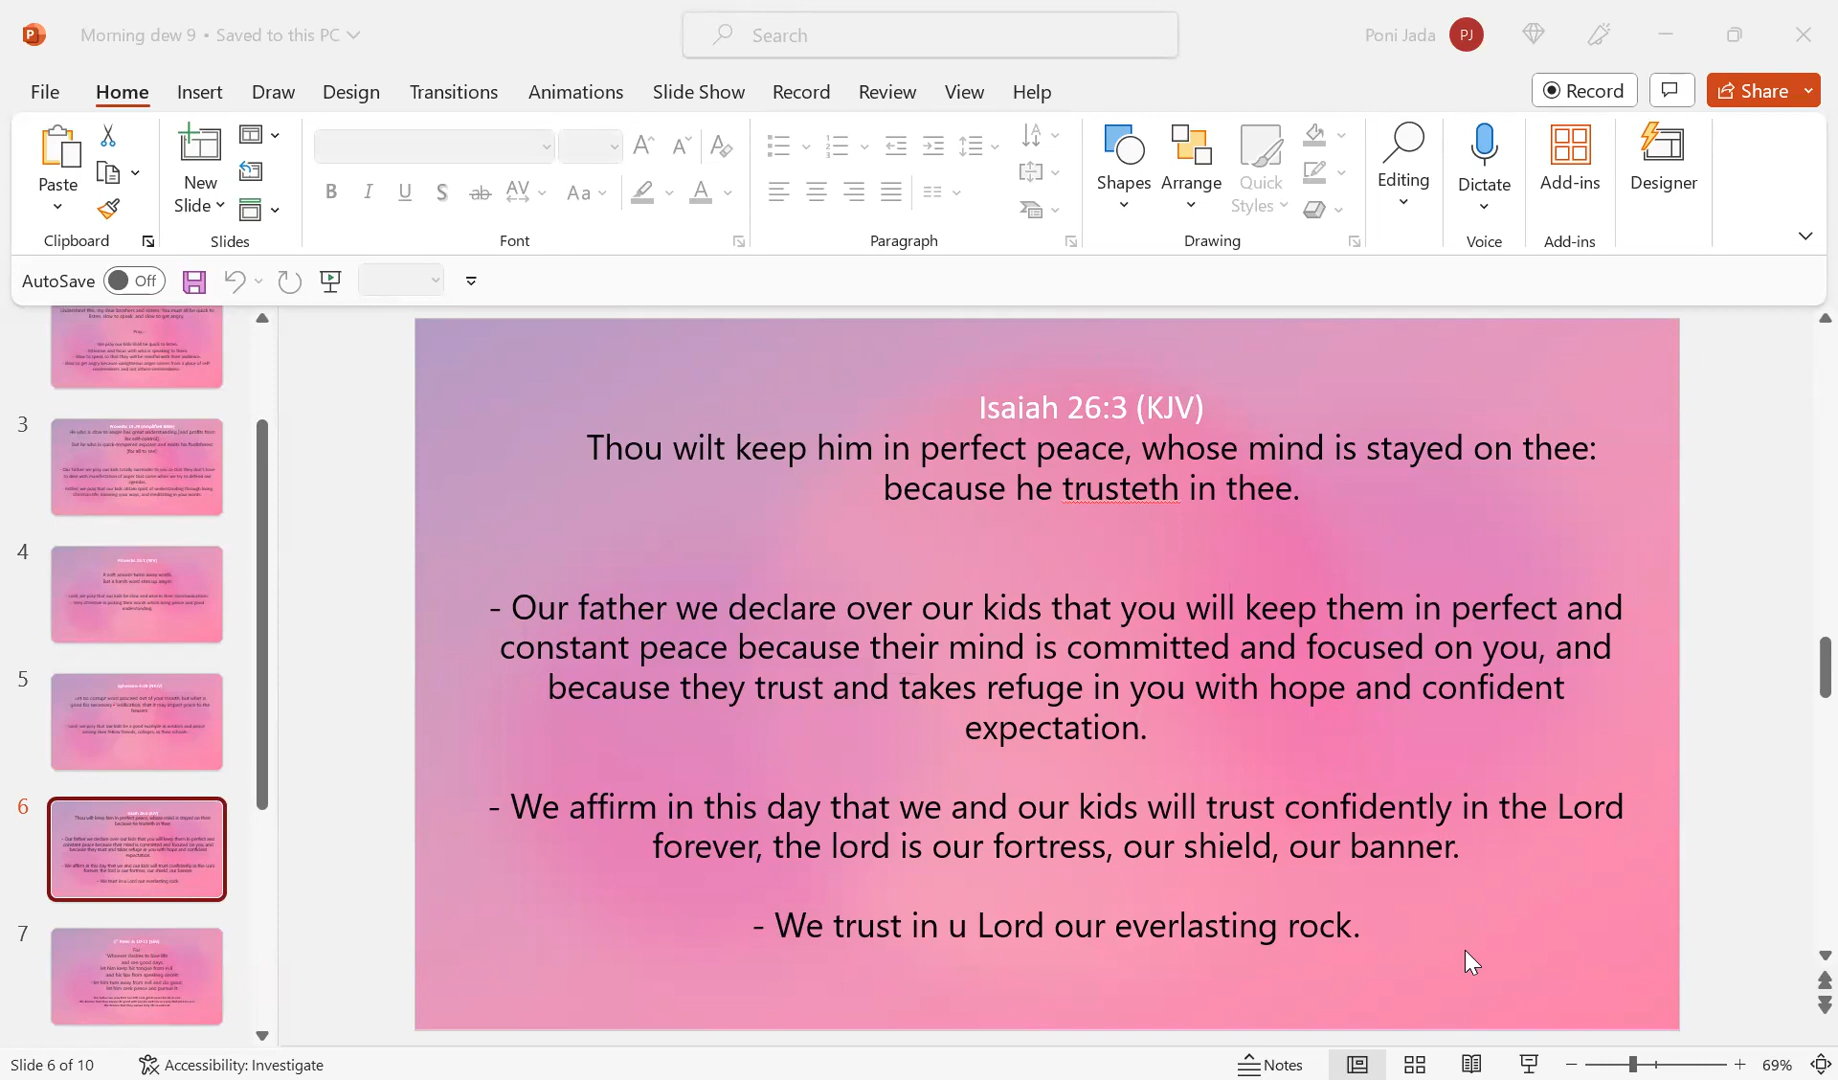 Morning dew 9 • Saved to this PC
Search
Poni Jada PJ
File Home Insert Draw Design Transitions Animations Slide Show Record Review View Help
Record Share
Paste
New Slide
Shapes Arrange Quick Styles
Editing
Dictate
Add-ins
Designer
Clipboard Slides Font Paragraph Drawing Voice Add-ins
AutoSave Off
3
4
5
6
7
Isaiah 26:3 (KJV)
Thou wilt keep him in perfect peace, whose mind is stayed on thee:
because he trusteth in thee.
- Our father we declare over our kids that you will keep them in perfect and
constant peace because their mind is committed and focused on you, and
because they trust and takes refuge in you with hope and confident
expectation.
- We affirm in this day that we and our kids will trust confidently in the Lord
forever, the lord is our fortress, our shield, our banner.
- We trust in u Lord our everlasting rock.
Slide 6 of 10 Accessibility: Investigate Notes 69%